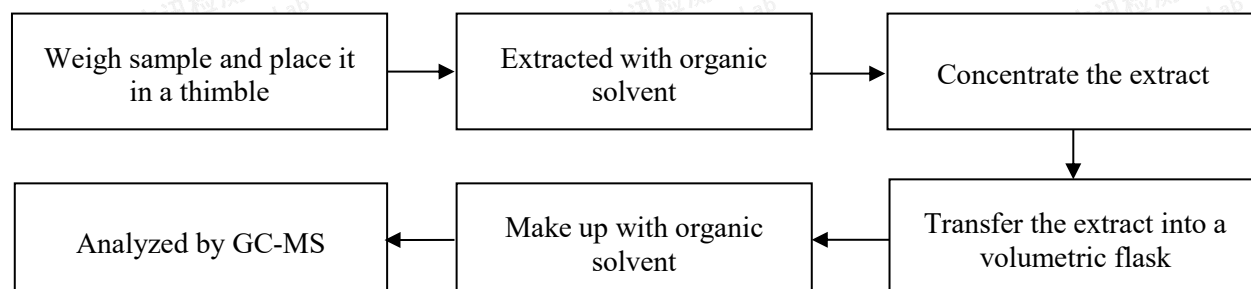 Weigh sample and place it
in a thimble
Extracted with organic
solvent
Concentrate the extract
Transfer the extract into a
volumetric flask
Make up with organic
solvent
Analyzed by GC-MS